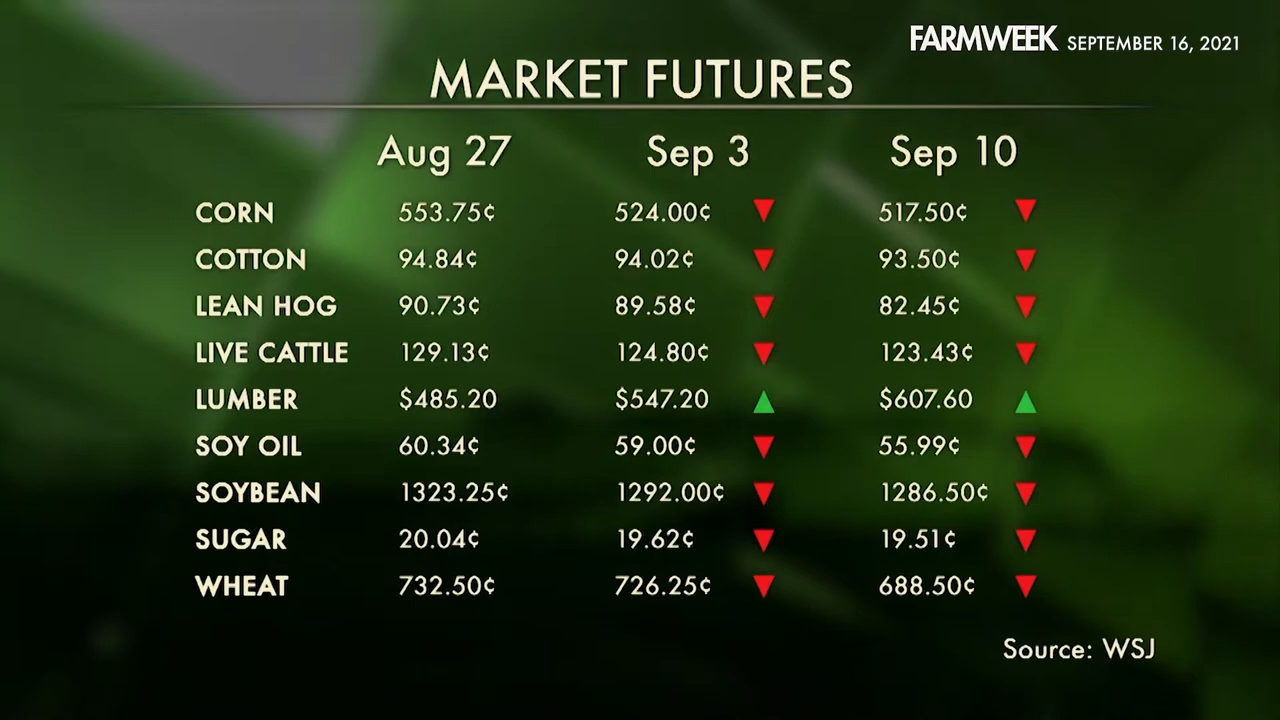 FARMWEEK SEPTEMBER 16, 2021
MARKET FUTURES
Aug 27 Sep 3 Sep 10
CORN 553.75¢ 524.00¢ ▼ 517.50¢ ▼
COTTON 94.84¢ 94.02¢ ▼ 93.50¢ ▼
LEAN HOG 90.73¢ 89.58¢ ▼ 82.45¢ ▼
LIVE CATTLE 129.13¢ 124.80¢ ▼ 123.43¢ ▼
LUMBER $485.20 $547.20 ▲ $607.60 ▲
SOY OIL 60.34¢ 59.00¢ ▼ 55.99¢ ▼
SOYBEAN 1323.25¢ 1292.00¢ ▼ 1286.50¢ ▼
SUGAR 20.04¢ 19.62¢ ▼ 19.51¢ ▼
WHEAT 732.50¢ 726.25¢ ▼ 688.50¢ ▼
Source: WSJ